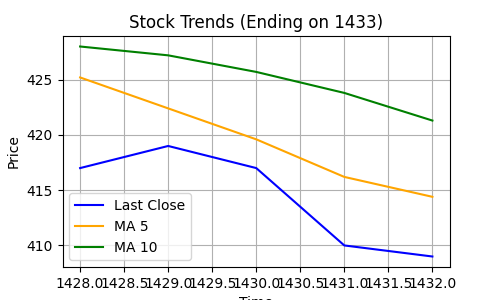 Stock Trends (Ending on 1433)
Price
425
420
415
410
Last Close
MA 5
MA 10
1428.0 1428.5 1429.0 1429.5 1430.0 1430.5 1431.0 1431.5 1432.0
Time